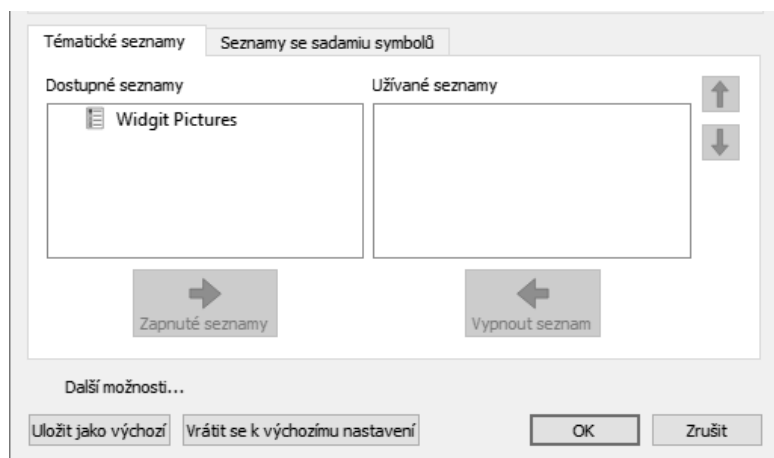 Tématické seznamy Seznamy se sadamiu symbolů
Dostupné seznamy Užívané seznamy
Widgit Pictures
Zapnuté seznamy Vypnout seznam
Další možnosti...
Uložit jako výchozí Vrátit se k výchozímu nastavení OK Zrušit